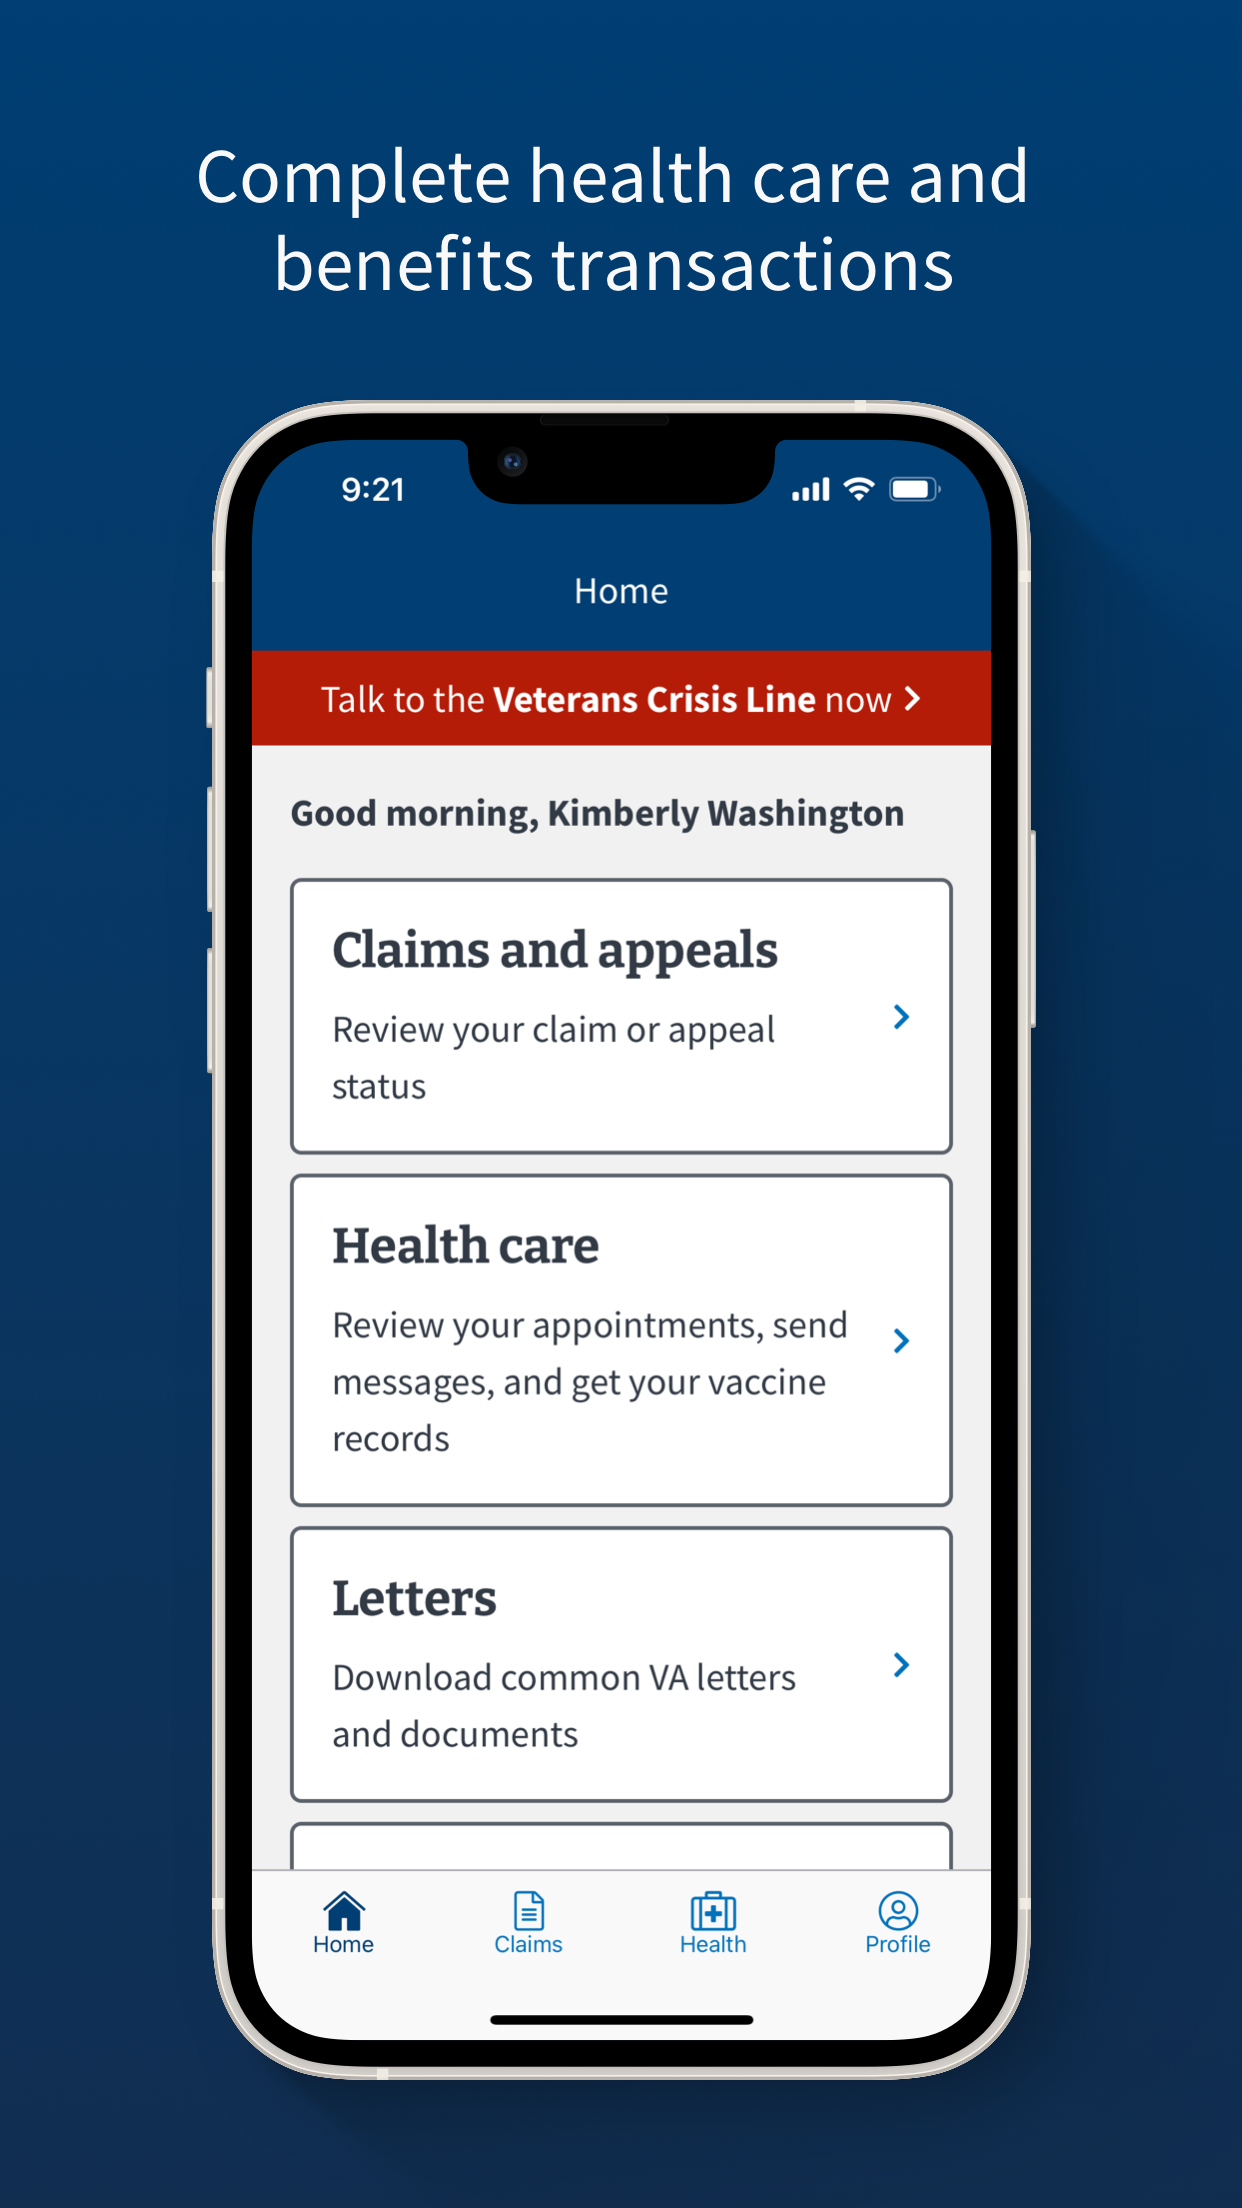 Complete health care and
benefits transactions
9:21
Home
Talk to the Veterans Crisis Line now
Good morning, Kimberly Washington
Claims and appeals
Review your claim or appeal
status
Health care
Review your appointments, send
messages, and get your vaccine
records
Letters
Download common VA letters
and documents
Home
Claims
Health
Profile